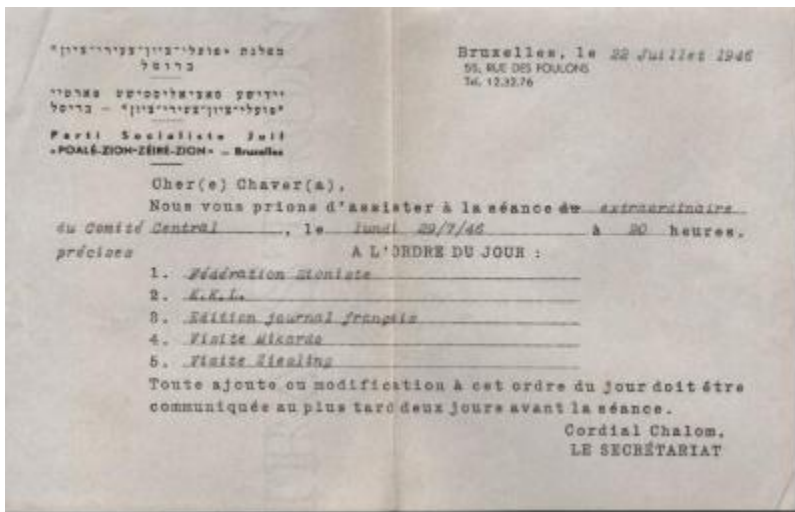 מפלגת "פועלי־ציון־צעירי־ציון"
ברוסל
יידישע סאציאליסטישע פארטיי
"פועלי־ציון־צעירי־ציון" – בריסל
Parti Socialiste Juif
«POALÉ-ZION-ZÉIRÉ-ZION» – Bruxelles
Bruxelles, le 22 Juillet 1946
55, RUE DES FOULONS
Tél. 12.32.76
Cher(e) Chaver(a),
Nous vous prions d'assister à la séance du extraordinaire
du Comité Central, le lundi 29/7/46 à 20 heures.
précises
A L'ORDRE DU JOUR :
1. Fédération Sioniste
2. K.K.L.
3. Edition journal français
4. Visite Mikardo
5. Visite
Toute ajoute ou modification à cet ordre du jour doit être
communiquée au plus tard deux jours avant la séance.
Cordial Chalom,
LE SECRÉTARIAT